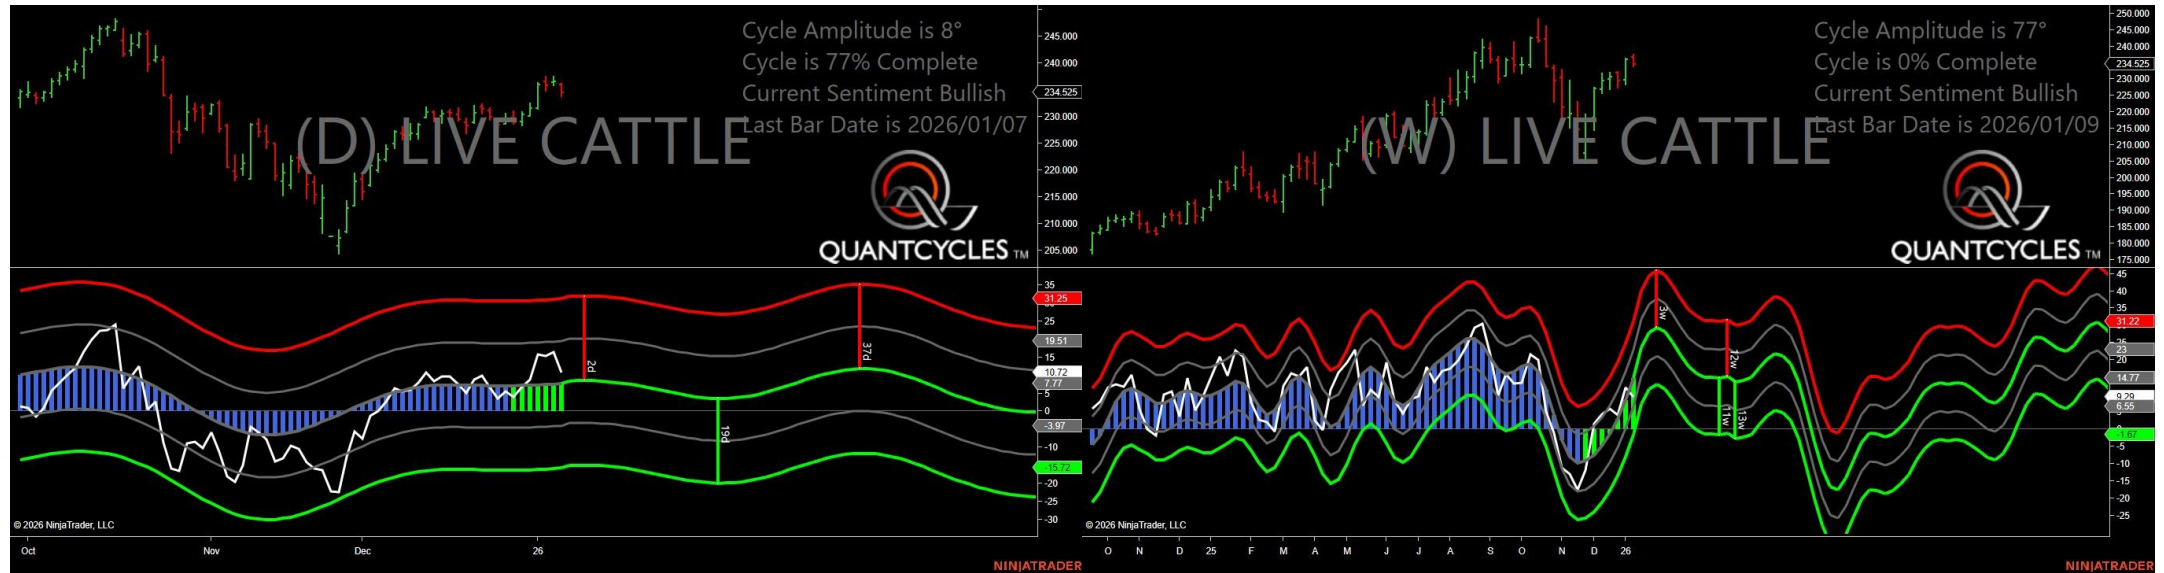 Cycle Amplitude is 8°
Cycle is 77% Complete
Current Sentiment Bullish
Last Bar Date is 2026/01/07
(D) LIVE CATTLE
QUANTCYCLES TM
245.000
240.000
234.525
230.000
225.000
220.000
215.000
210.000
205.000
35
31.25
25
19.51
15
10.72
7.77
5
0
-3.97
-10
-15.72
-20
-25
-30
2d
19d
37d
© 2026 NinjaTrader, LLC
Oct Nov Dec 26
NINJATRADER
Cycle Amplitude is 77°
Cycle is 0% Complete
Current Sentiment Bullish
Last Bar Date is 2026/01/09
(W) LIVE CATTLE
QUANTCYCLES TM
250.000
245.000
240.000
234.525
230.000
225.000
220.000
215.000
210.000
205.000
200.000
195.000
190.000
185.000
180.000
175.000
45
40
35
31.22
23
20
14.77
9.29
6.55
-1.67
-5
-10
-15
-20
-25
3w
12w
11w
13w
© 2026 NinjaTrader, LLC
O N D 25 F M A M J J A S O N D 26
NINJATRADER